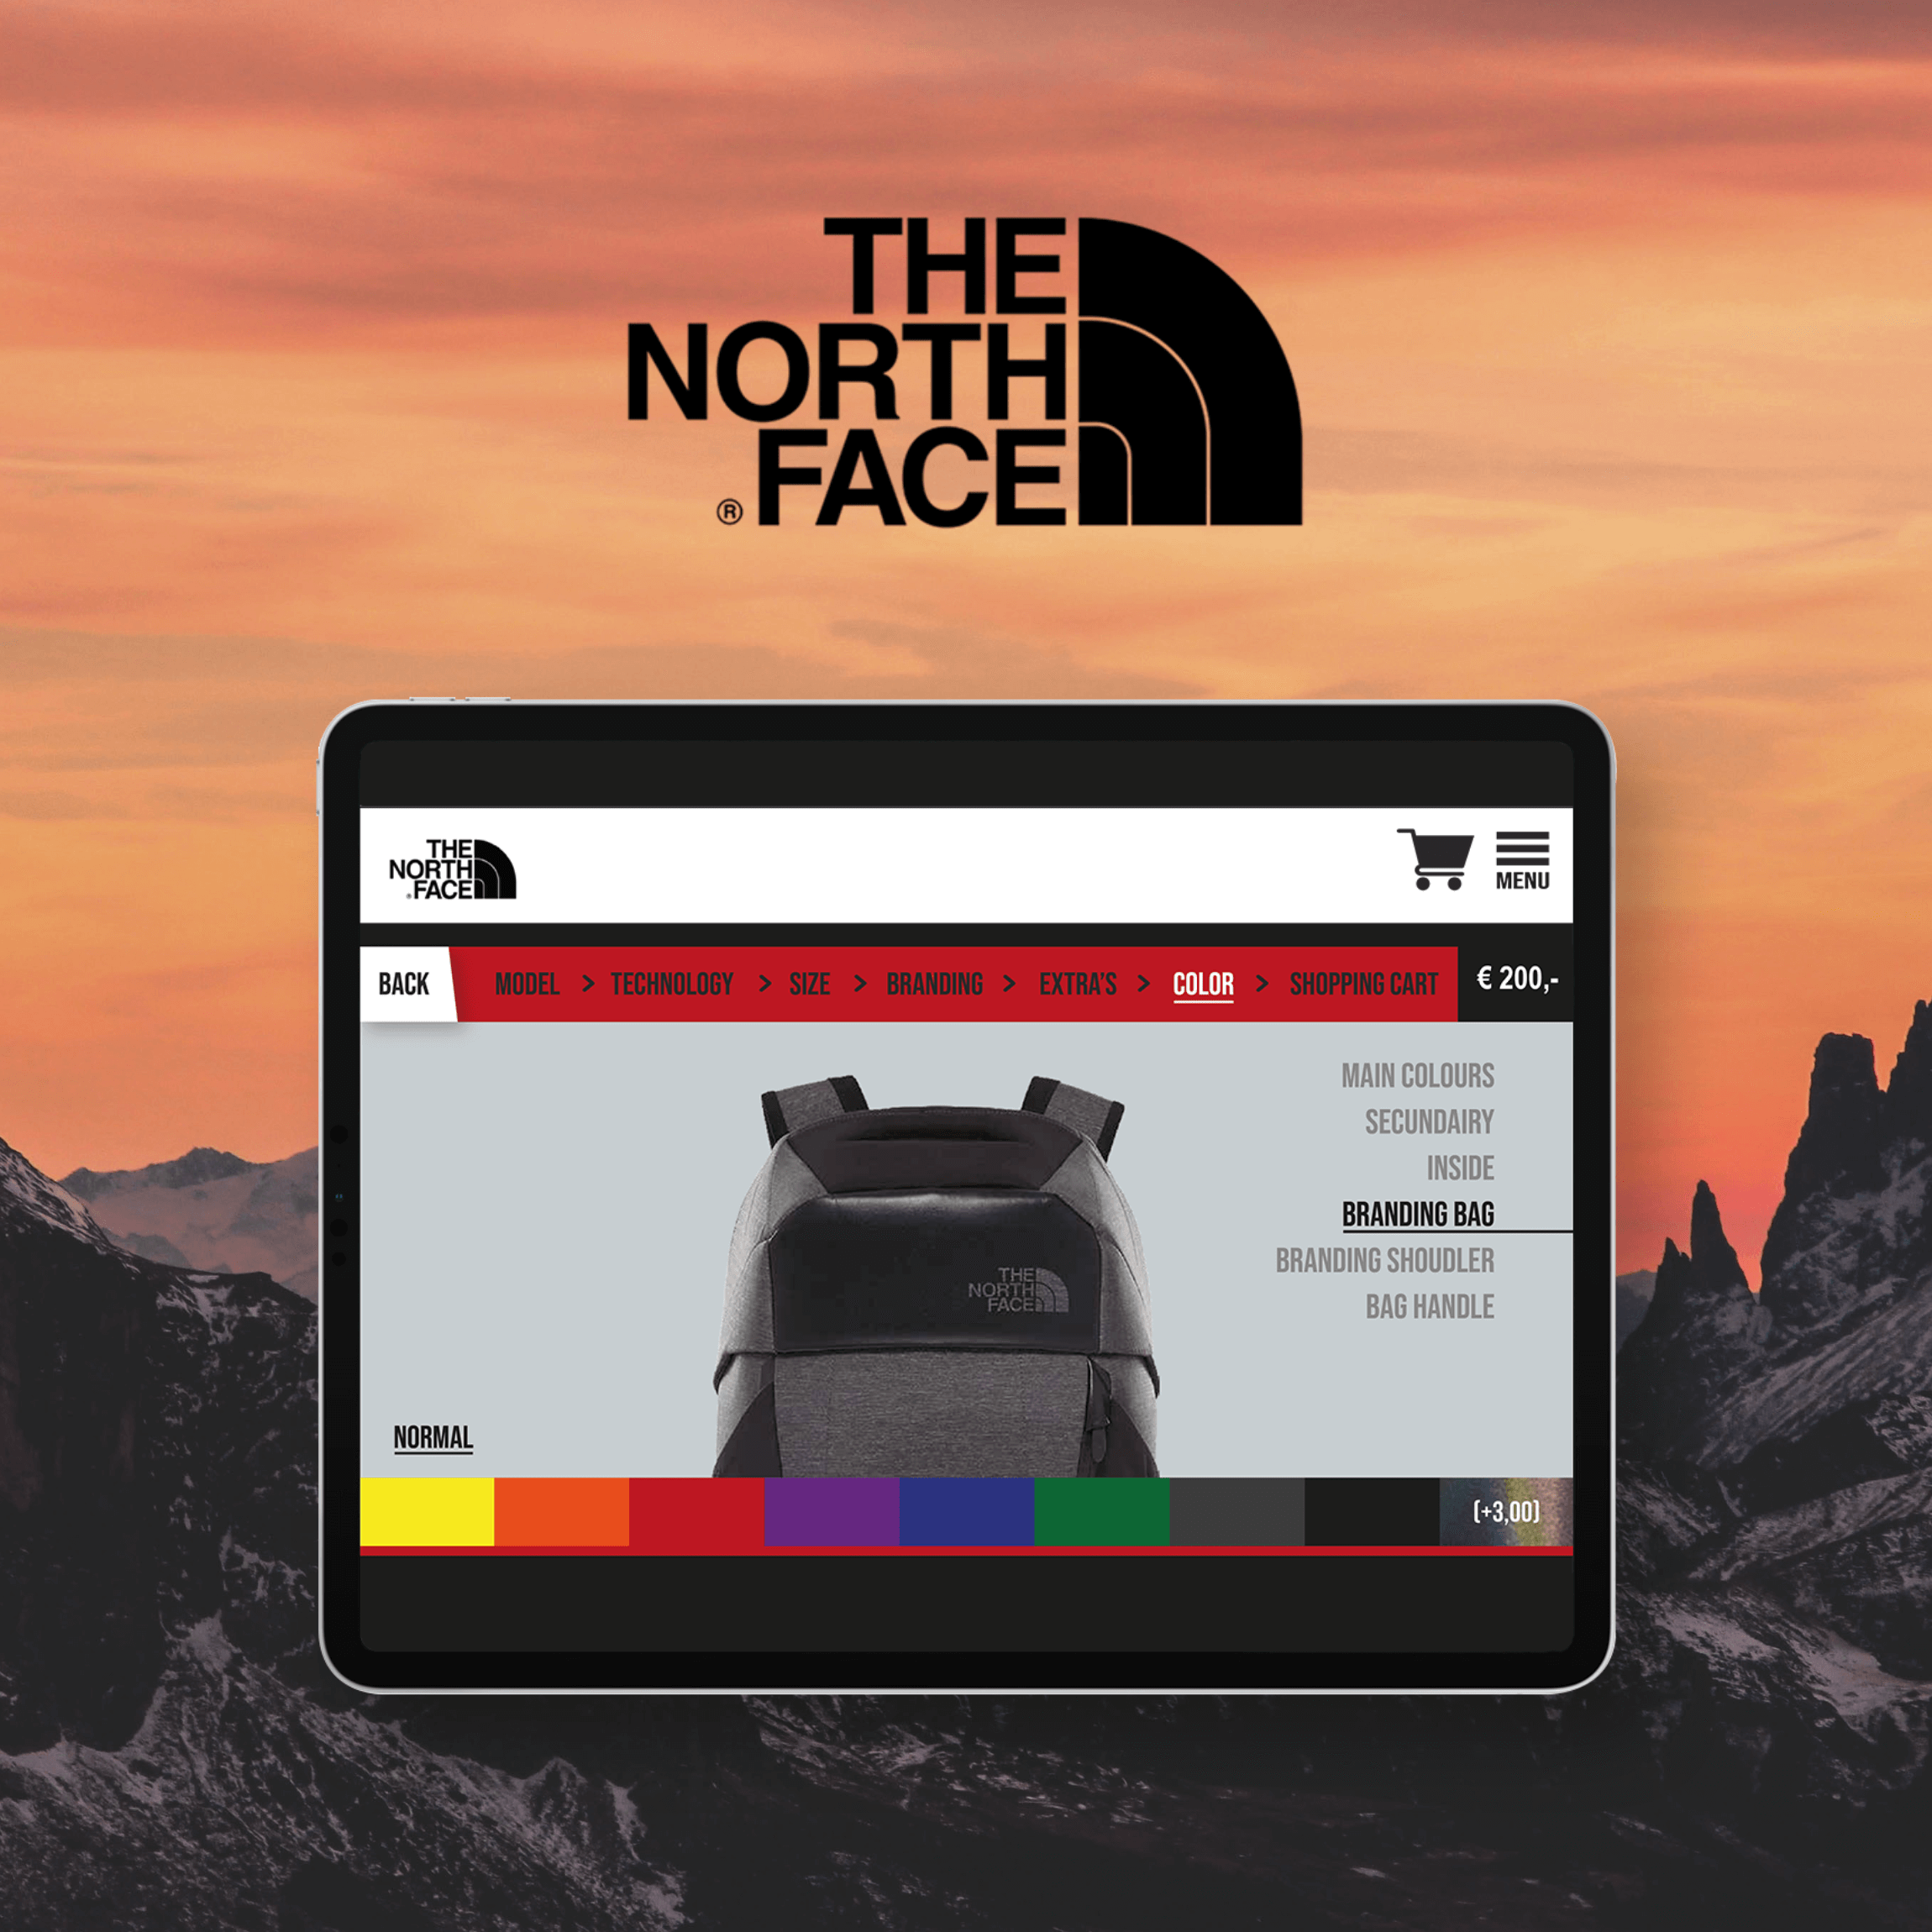 THE
NORTH
® FACE
THE
NORTH
® FACE
MENU
BACK MODEL > TECHNOLOGY > SIZE > BRANDING > EXTRA'S > COLOR > SHOPPING CART € 200,-
MAIN COLOURS
SECUNDAIRY
INSIDE
BRANDING BAG
BRANDING SHOUDLER
BAG HANDLE
THE
NORTH
FACE
NORMAL
(+3,00)